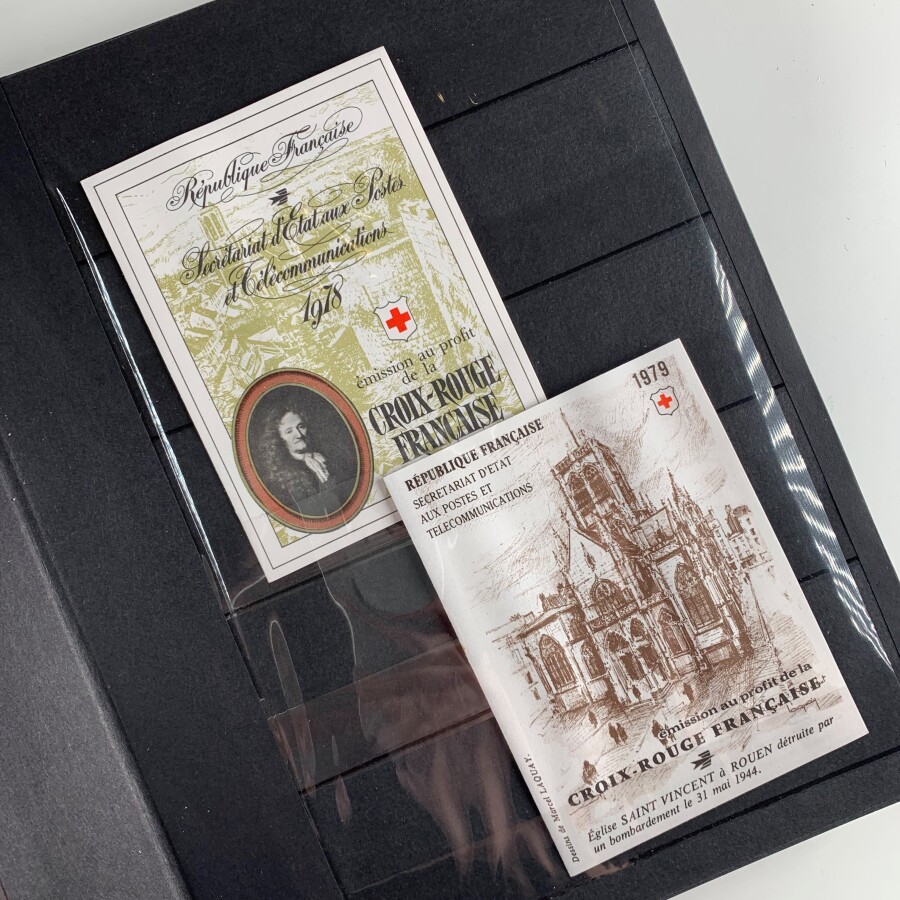 République Française
Secrétariat d'Etat aux Postes
et Télécommunications
1978
émission au profit
de la
CROIX-ROUGE
FRANÇAISE
1979
RÉPUBLIQUE FRANÇAISE
SECRETARIAT D'ETAT
AUX POSTES ET
TELECOMMUNICATIONS
émission au profit de la
CROIX-ROUGE FRANÇAISE
Église SAINT VINCENT à ROUEN détruite par
un bombardement le 31 mai 1944.
Dessins de Marcel LAQUAY.